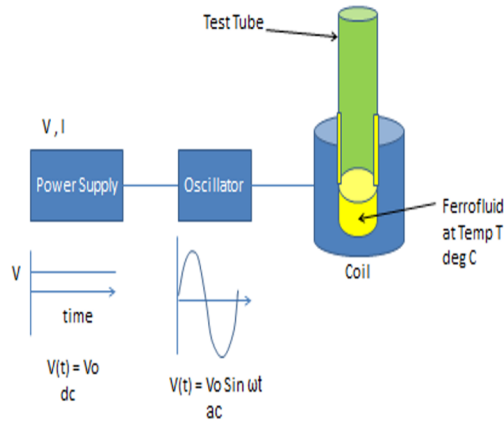 Test Tube
V , I
Power Supply
Oscillator
Ferrofluid
at Temp T
deg C
Coil
V
time
V(t) = Vo
dc
V(t) = Vo Sin ωt
ac